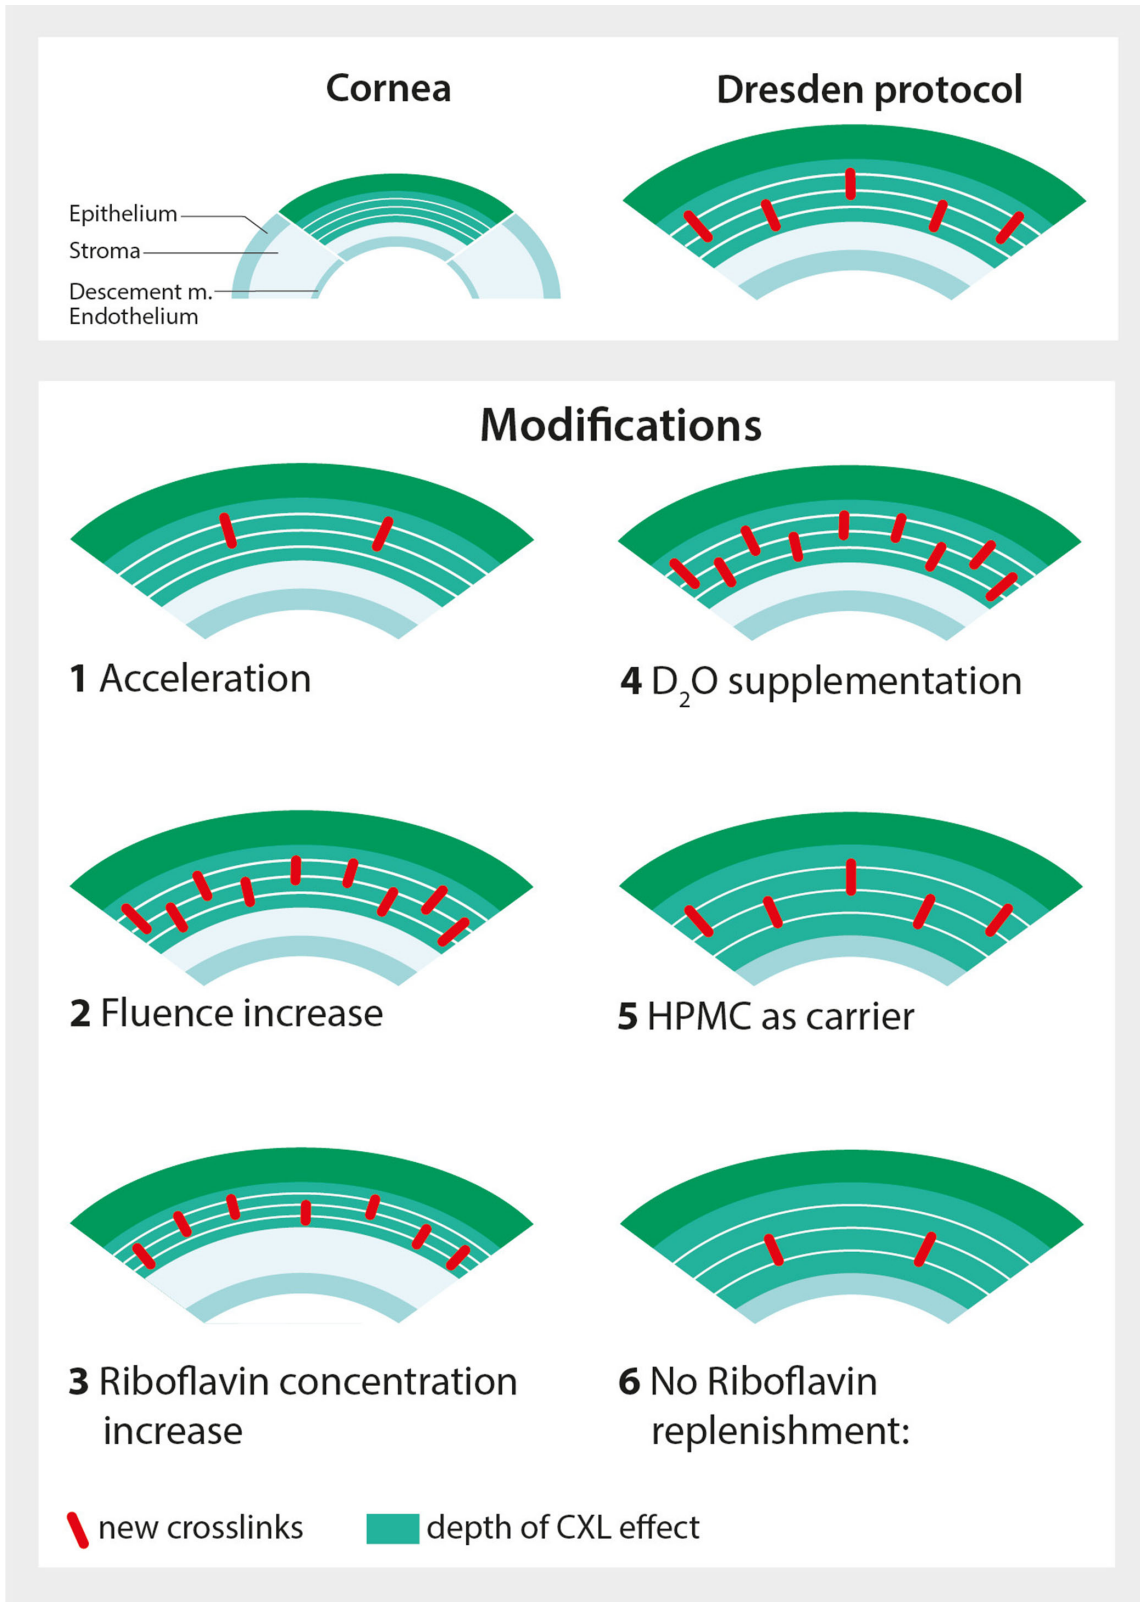 Cornea
Dresden protocol
Epithelium
Stroma
Descement m.
Endothelium
Modifications
1 Acceleration
4 D₂O supplementation
2 Fluence increase
5 HPMC as carrier
3 Riboflavin concentration
increase
6 No Riboflavin
replenishment:
new crosslinks
depth of CXL effect